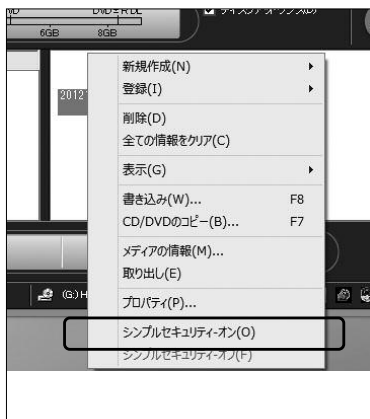 6GB 8GB
2012
新規作成(N)
登録(I)
削除(D)
全ての情報をクリア(C)
表示(G)
書き込み(W)... F8
CD/DVDのコピー(B)... F7
メディアの情報(M)...
取り出し(E)
(G:)H
プロパティ(P)...
シンプルセキュリティ-オン(O)
シンプルセキュリティ-オフ(F)